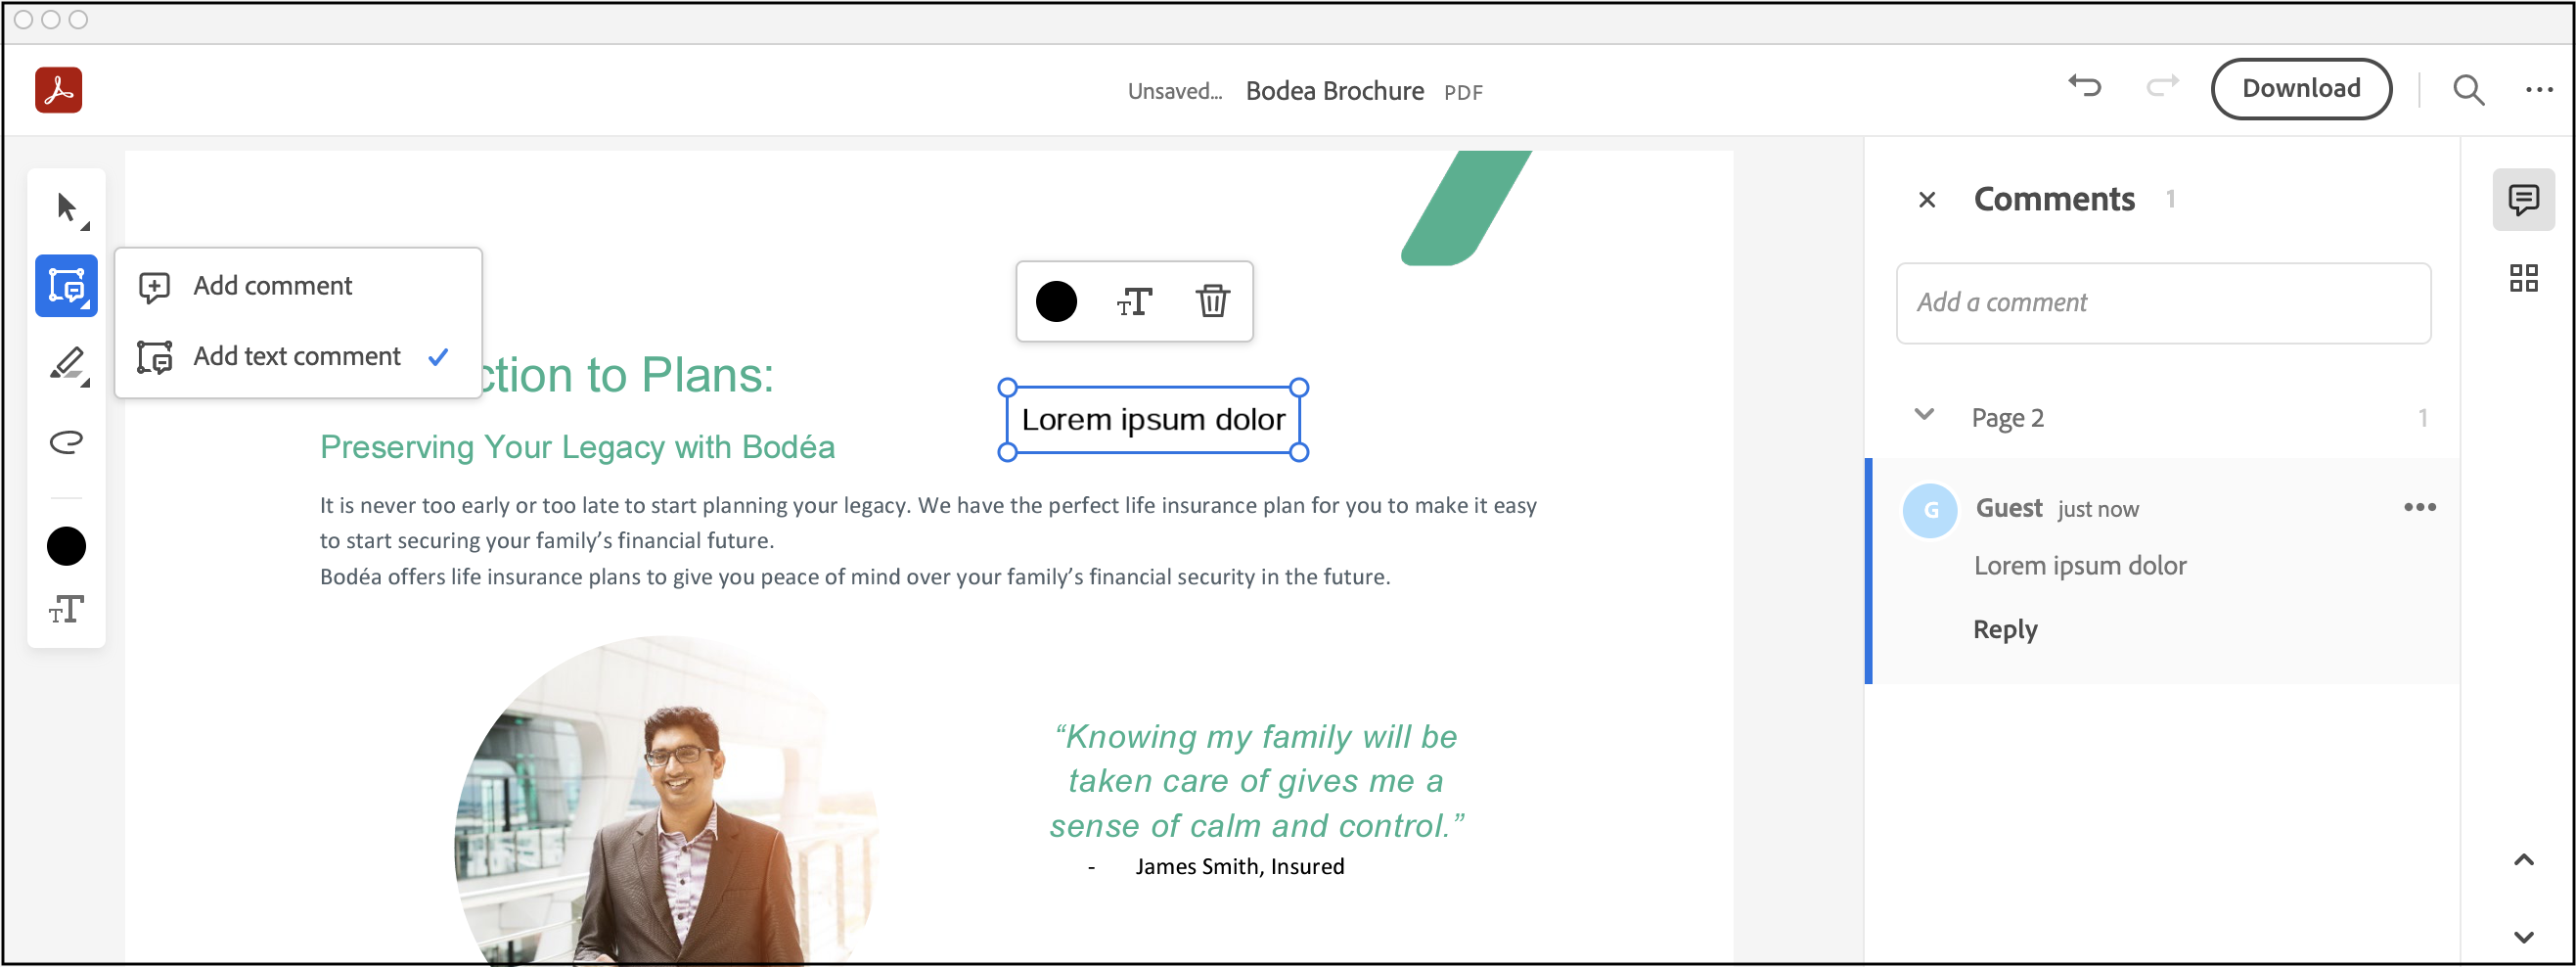 Unsaved... Bodea Brochure PDF
Download
Add comment
Add text comment
ction to Plans:
Preserving Your Legacy with Bodéa
It is never too early or too late to start planning your legacy. We have the perfect life insurance plan for you to make it easy
to start securing your family’s financial future.
Bodéa offers life insurance plans to give you peace of mind over your family’s financial security in the future.
Lorem ipsum dolor
“Knowing my family will be
taken care of gives me a
sense of calm and control.”
- James Smith, Insured
Comments 1
Add a comment
Page 2 1
G Guest just now
Lorem ipsum dolor
Reply